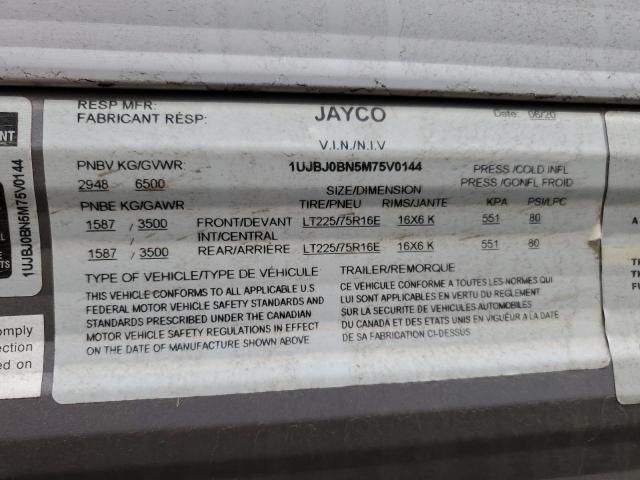 RESP MFR:
FABRICANT RÉSP:
JAYCO
Date: 06/20
V.I.N./N.I.V
PNBV KG/GVWR:
1UJBJ0BN5M75V0144
PRESS /COLD INFL
PRESS /GONFL FROID
2948 6500
SIZE/DIMENSION
PNBE KG/GAWR
TIRE/PNEU RIMS/JANTE KPA PSI/LPC
1587 / 3500 FRONT/DEVANT LT225/75R16E 16X6 K 551 80
INT/CENTRAL
1587 / 3500 REAR/ARRIÉRE LT225/75R16E 16X6 K 551 80
TYPE OF VEHICLE/TYPE DE VÉHICULE TRAILER/REMORQUE
THIS VEHICLE CONFORMS TO ALL APPLICABLE U.S
FEDERAL MOTOR VEHICLE SAFETY STANDARDS AND
STANDARDS PRESCRIBED UNDER THE CANADIAN
MOTOR VEHICLE SAFETY REGULATIONS IN EFFECT
ON THE DATE OF MANUFACTURE SHOWN ABOVE
CE VÉHICULE CONFORME A TOUTES LES NORMES QUI
LUI SONT APPLICABLES EN VERTU DU REGLEMENT
SUR LA SECURITE DE VEHICULES AUTOMOBILES
DU CANADA ET DES ETATS UNIS EN VIGUEUR A LA DATE
DE SA FABRICATION CI-DESSUS
1UJBJ0BN5M75V0144
NT
omply
ection
ed on